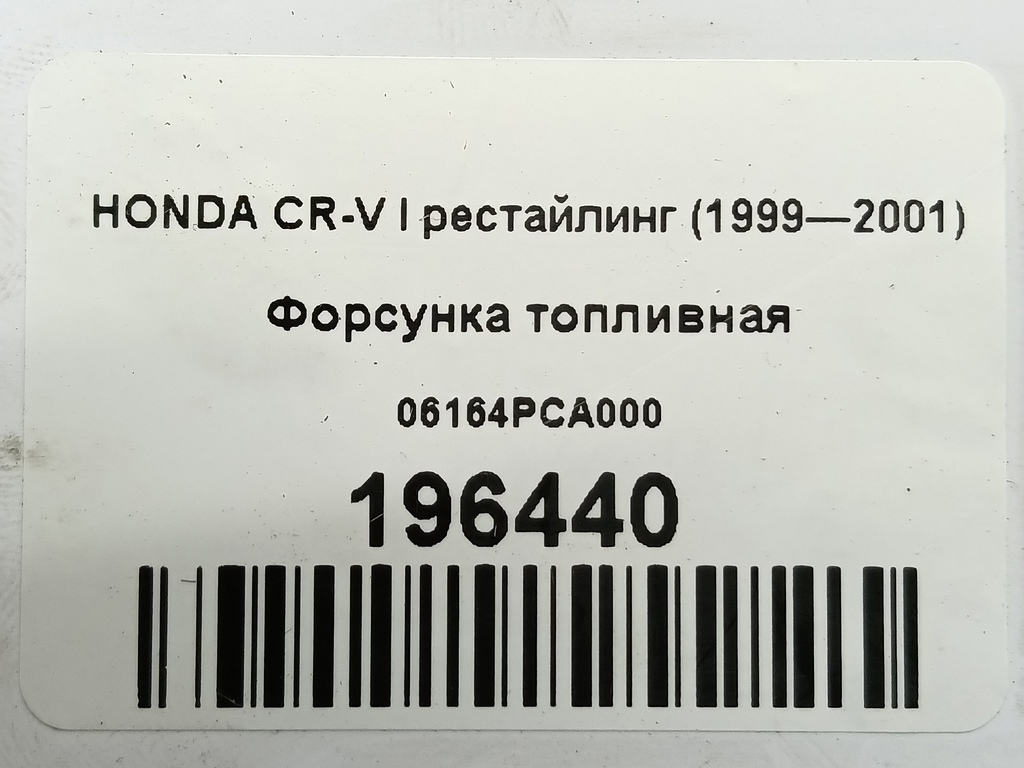 HONDA CR-V I рестайлинг (1999—2001)
Форсунка топливная
06164PCA000
196440